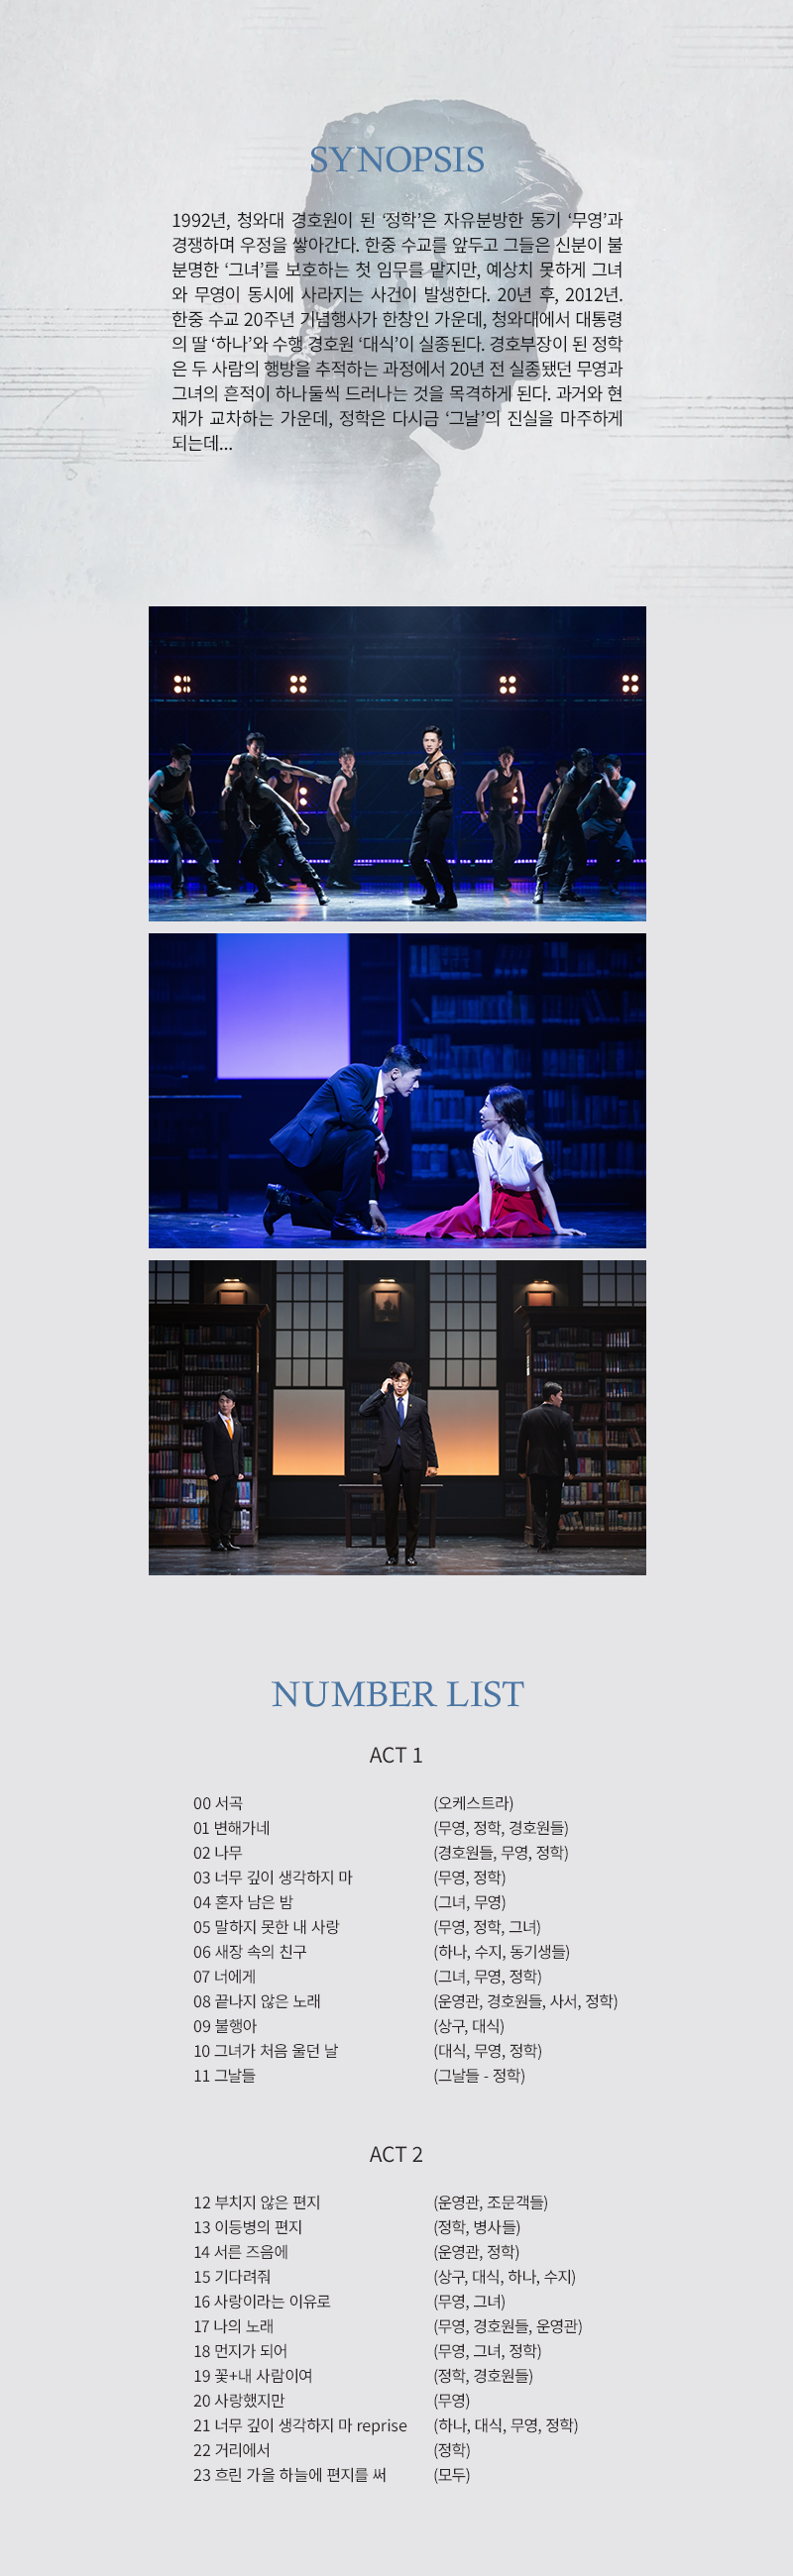 SYNOPSIS
1992년, 청와대 경호원이 된 ‘정학’은 자유분방한 동기 ‘무영’과
경쟁하며 우정을 쌓아간다. 한중 수교를 앞두고 그들은 신분이 불
분명한 ‘그녀’를 보호하는 첫 임무를 맡지만, 예상치 못하게 그녀
와 무영이 동시에 사라지는 사건이 발생한다. 20년 후, 2012년.
한중 수교 20주년 기념행사가 한창인 가운데, 청와대에서 대통령
의 딸 ‘하나’와 수행 경호원 ‘대식’이 실종된다. 경호부장이 된 정학
은 두 사람의 행방을 추적하는 과정에서 20년 전 실종됐던 무영과
그녀의 흔적이 하나둘씩 드러나는 것을 목격하게 된다. 과거와 현
재가 교차하는 가운데, 정학은 다시금 ‘그날’의 진실을 마주하게
되는데...
NUMBER LIST
ACT 1
00 서곡 (오케스트라)
01 변해가네 (무영, 정학, 경호원들)
02 나무 (경호원들, 무영, 정학)
03 너무 깊이 생각하지 마 (무영, 정학)
04 혼자 남은 밤 (그녀, 무영)
05 말하지 못한 내 사랑 (무영, 정학, 그녀)
06 새장 속의 친구 (하나, 수지, 동기생들)
07 너에게 (그녀, 무영, 정학)
08 끝나지 않은 노래 (운영관, 경호원들, 사서, 정학)
09 불행아 (상구, 대식)
10 그녀가 처음 울던 날 (대식, 무영, 정학)
11 그날들 (그날들 - 정학)
ACT 2
12 부치지 않은 편지 (운영관, 조문객들)
13 이등병의 편지 (정학, 병사들)
14 서른 즈음에 (운영관, 정학)
15 기다려줘 (상구, 대식, 하나, 수지)
16 사랑이라는 이유로 (무영, 그녀)
17 나의 노래 (무영, 경호원들, 운영관)
18 먼지가 되어 (무영, 그녀, 정학)
19 꽃+내 사람이여 (정학, 경호원들)
20 사랑했지만 (무영)
21 너무 깊이 생각하지 마 reprise (하나, 대식, 무영, 정학)
22 거리에서 (정학)
23 흐린 가을 하늘에 편지를 써 (모두)